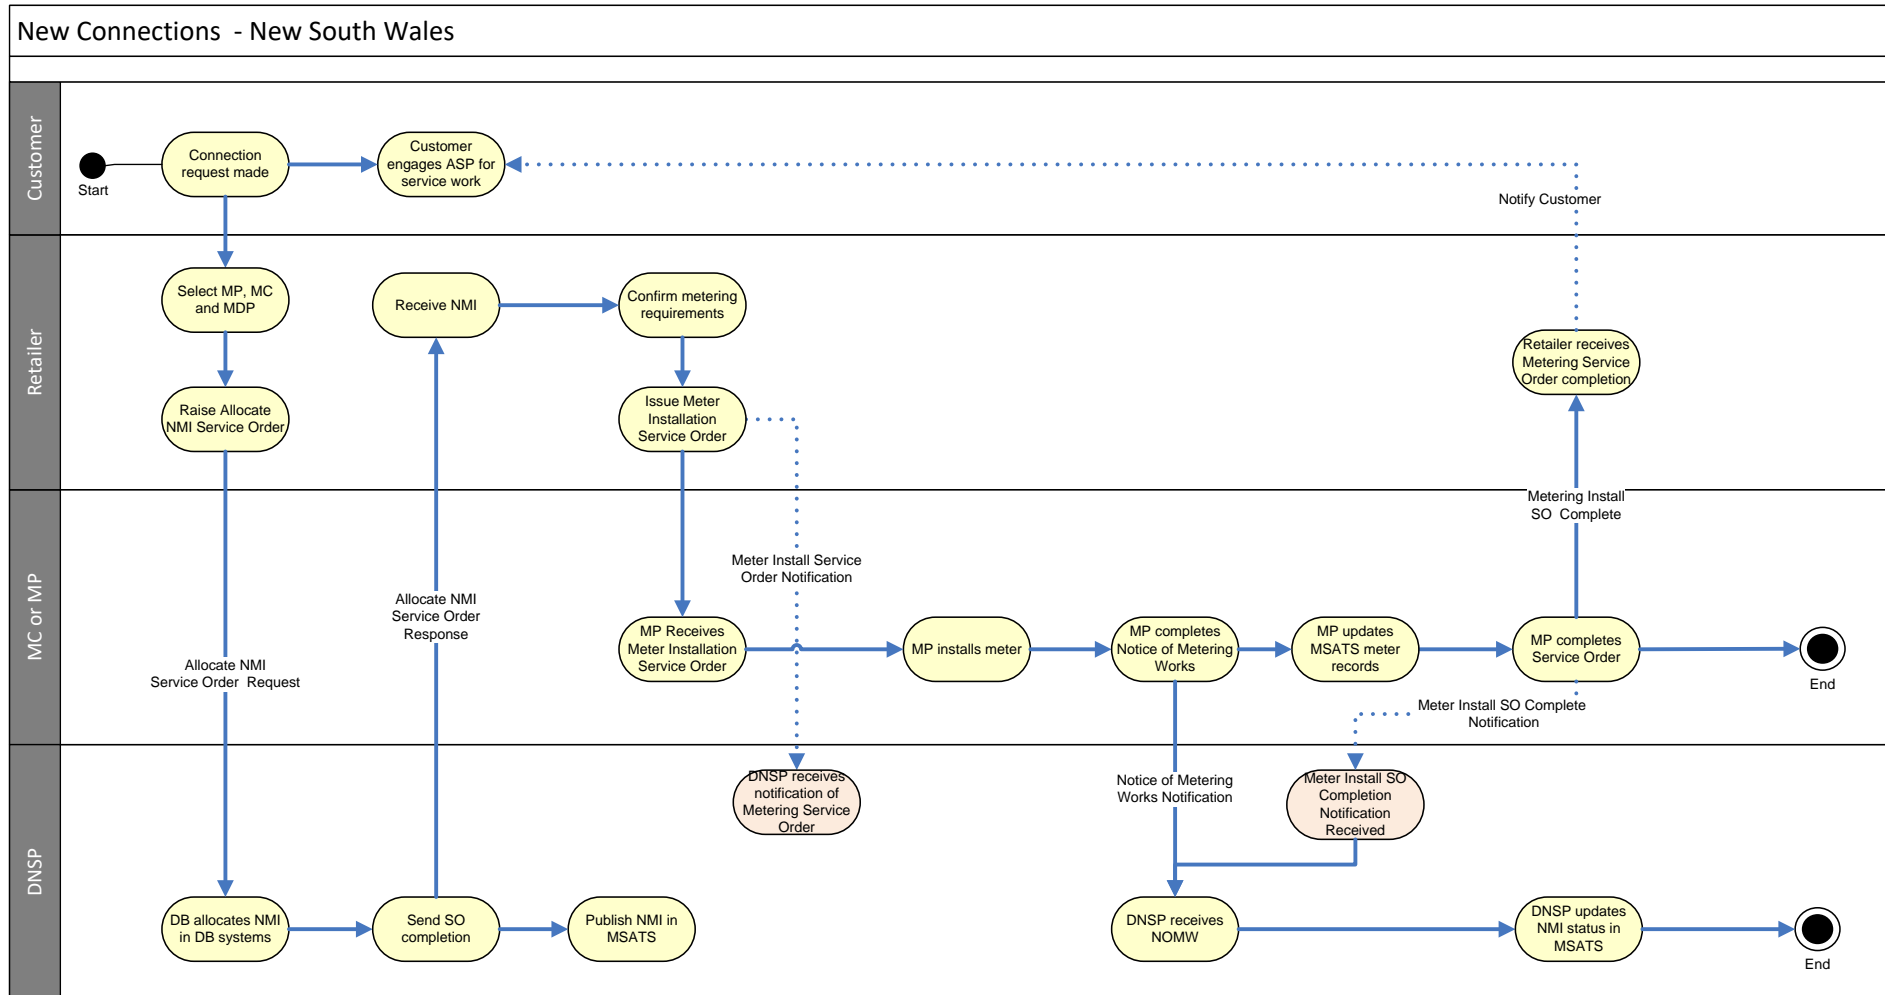 New Connections  - New South Wales
Customer
Start
Connection
request made
Customer
engages ASP for
service work
Notify Customer
Retailer
Select MP, MC
and MDP
Receive NMI
Confirm metering
requirements
Retailer receives
Metering Service
Order completion
Raise Allocate
NMI Service Order
Issue Meter
Installation
Service Order
MC or MP
Metering Install
SO  Complete
Meter Install Service
Order Notification
Allocate NMI
Service Order
Response
Allocate NMI
Service Order  Request
MP Receives
Meter Installation
Service Order
MP installs meter
MP completes
Notice of Metering
Works
MP updates
MSATS meter
records
MP completes
Service Order
End
Meter Install SO Complete
Notification
DNSP
DNSP receives
notification of
Metering Service
Order
Notice of Metering
Works Notification
Meter Install SO
Completion
Notification
Received
DB allocates NMI
in DB systems
Send SO
completion
Publish NMI in
MSATS
DNSP receives
NOMW
DNSP updates
NMI status in
MSATS
End